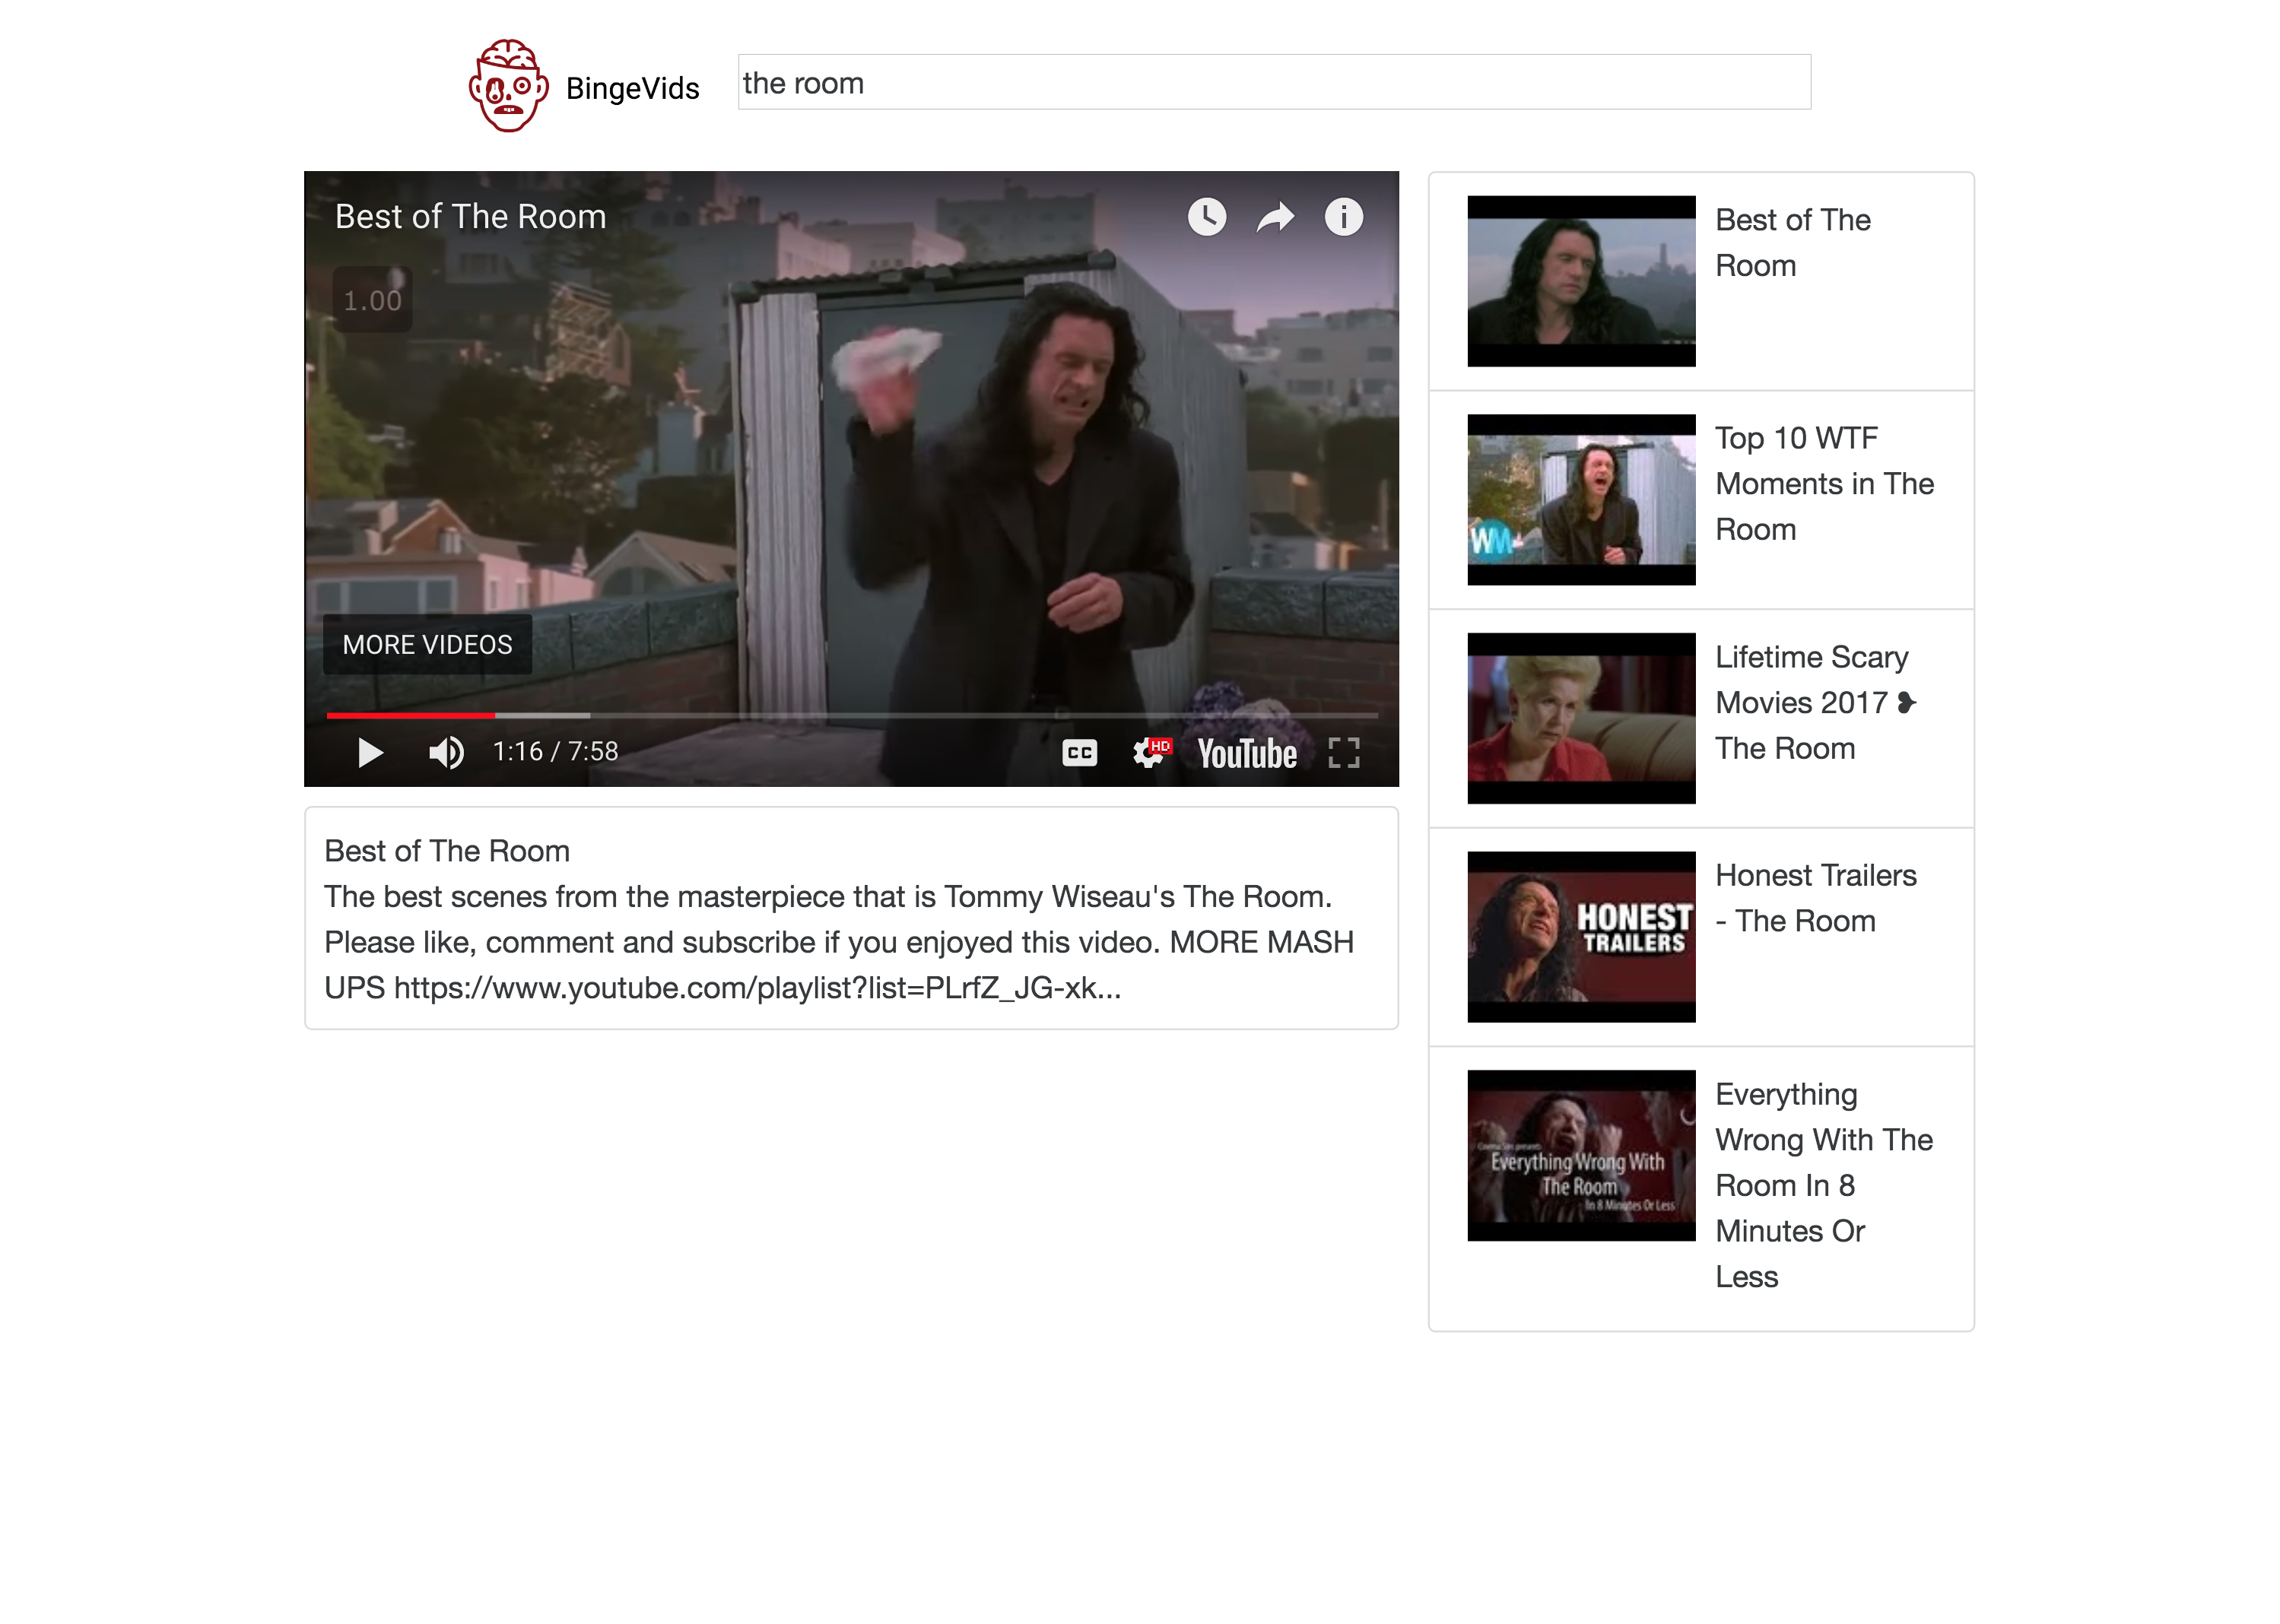 BingeVids
the room
Best of The Room
1.00
MORE VIDEOS
1:16 / 7:58
CC
HD
YouTube
Best of The Room
The best scenes from the masterpiece that is Tommy Wiseau's The Room.
Please like, comment and subscribe if you enjoyed this video. MORE MASH
UPS https://www.youtube.com/playlist?list=PLrfZ_JG-xk...
Best of The
Room
WM
Top 10 WTF
Moments in The
Room
Lifetime Scary
Movies 2017 ❥
The Room
HONEST
TRAILERS
Honest Trailers
- The Room
Cinema Sins presents
Everything Wrong With
The Room
In 8 Minutes Or Less
Everything
Wrong With The
Room In 8
Minutes Or
Less